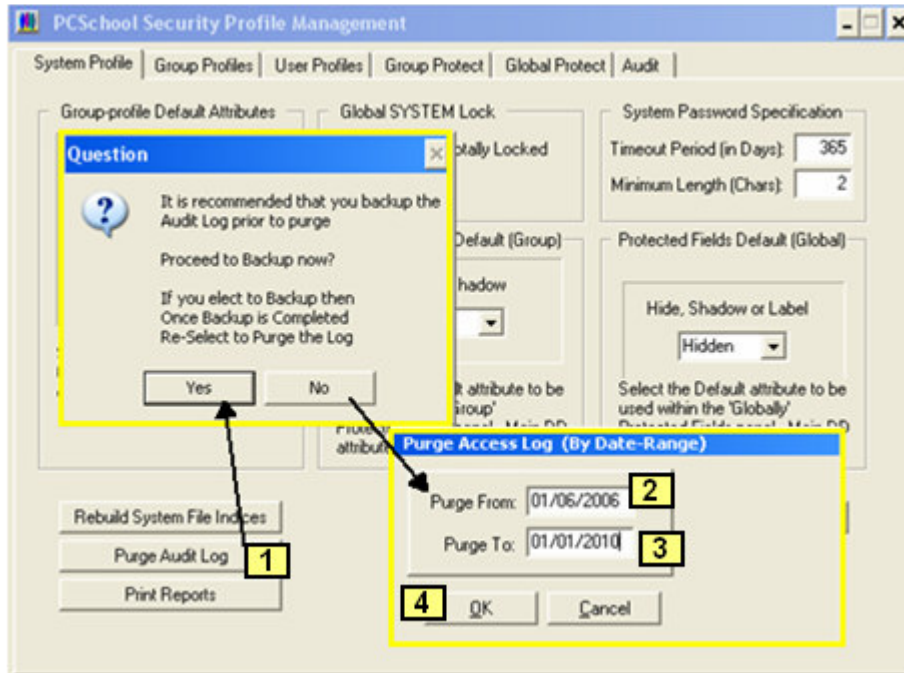 PCSchool Security Profile Management
System Profile Group Profiles User Profiles Group Protect Global Protect Audit
Group-profile Default Attributes
Global SYSTEM Lock
System Password Specification
Question
It is recommended that you backup the
Audit Log prior to purge
Proceed to Backup now?
If you elect to Backup then
Once Backup is Completed
Re-Select to Purge the Log
Yes No
Locked
Timeout Period (in Days): 365
Minimum Length (Chars): 2
Default (Group)
Protected Fields Default (Global)
Hide, Shadow or Label
Hidden
attribute to be
Select the Default attribute to be
used within the 'Globally'
Purge Access Log (By Date-Range)
Purge From: 01/06/2006 2
Purge To: 01/01/2010 3
4 OK Cancel
Rebuild System File Indices
Purge Audit Log 1
Print Reports